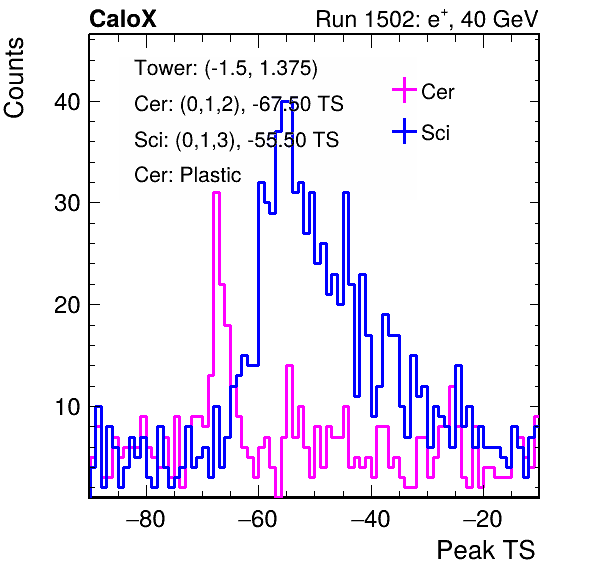 CaloX Run 1502: e⁺, 40 GeV
Counts
Tower: (-1.5, 1.375)
Cer: (0,1,2), -67.50 TS
Sci: (0,1,3), -55.50 TS
Cer: Plastic
Cer
Sci
40
30
20
10
−80 −60 −40 −20
Peak TS